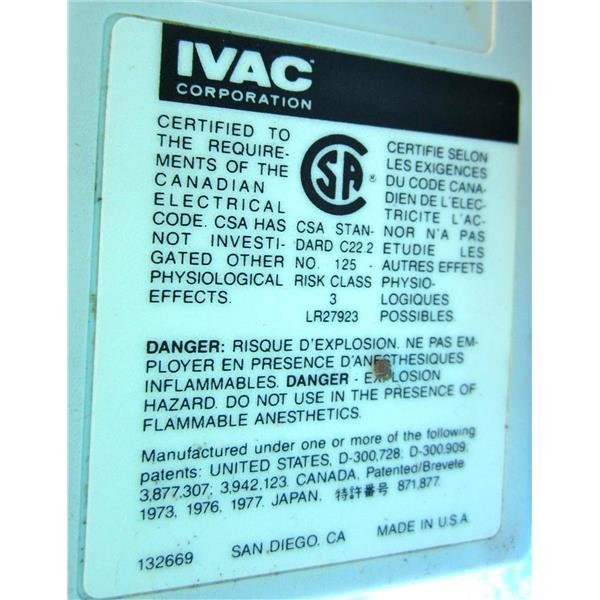 IVAC
CORPORATION
CERTIFIED TO
THE REQUIRE-
MENTS OF THE
CANADIAN
ELECTRICAL
CODE. CSA HAS
NOT INVESTI-
GATED OTHER
PHYSIOLOGICAL
EFFECTS.
CSA ®
CSA STAN-
DARD C22.2
NO. 125 -
RISK CLASS
3
LR27923
CERTIFIE SELON
LES EXIGENCES
DU CODE CANA-
DIEN DE L'ELEC-
TRICITE L'AC-
NOR N'A PAS
ETUDIE LES
AUTRES EFFETS
PHYSIO-
LOGIQUES
POSSIBLES.
DANGER: RISQUE D'EXPLOSION. NE PAS EM-
PLOYER EN PRESENCE D'ANESTHESIQUES
INFLAMMABLES. DANGER - EXPLOSION
HAZARD. DO NOT USE IN THE PRESENCE OF
FLAMMABLE ANESTHETICS.
Manufactured under one or more of the following
patents: UNITED STATES, D-300,728; D-300,909,
3,877,307; 3,942,123. CANADA, Patented/Brevete
1973, 1976, 1977. JAPAN, 特許番号 871,877
132669 SAN DIEGO, CA MADE IN U.S.A.